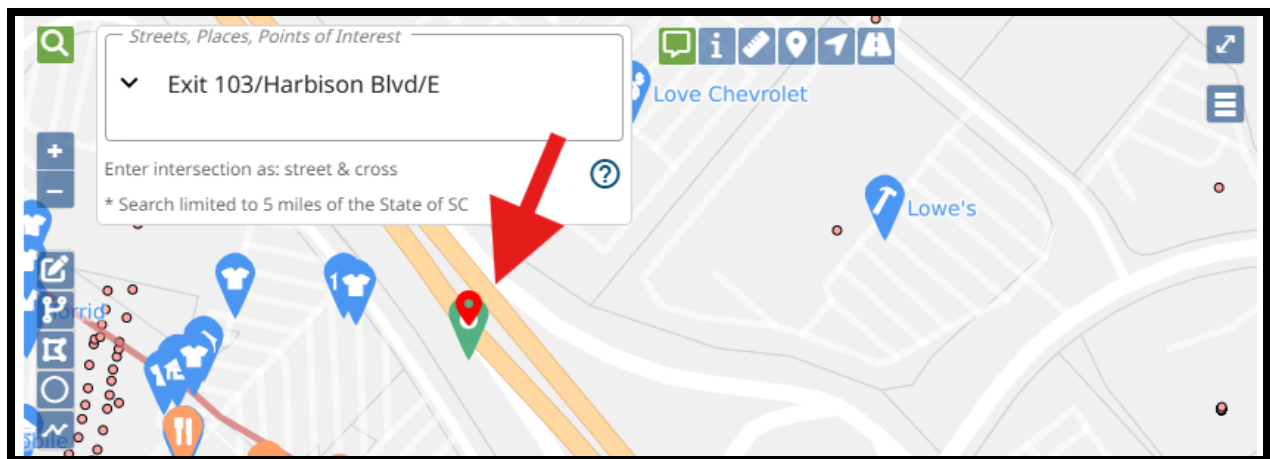 Streets, Places, Points of Interest
Exit 103/Harbison Blvd/E
Enter intersection as: street & cross
* Search limited to 5 miles of the State of SC
Love Chevrolet
Lowe's